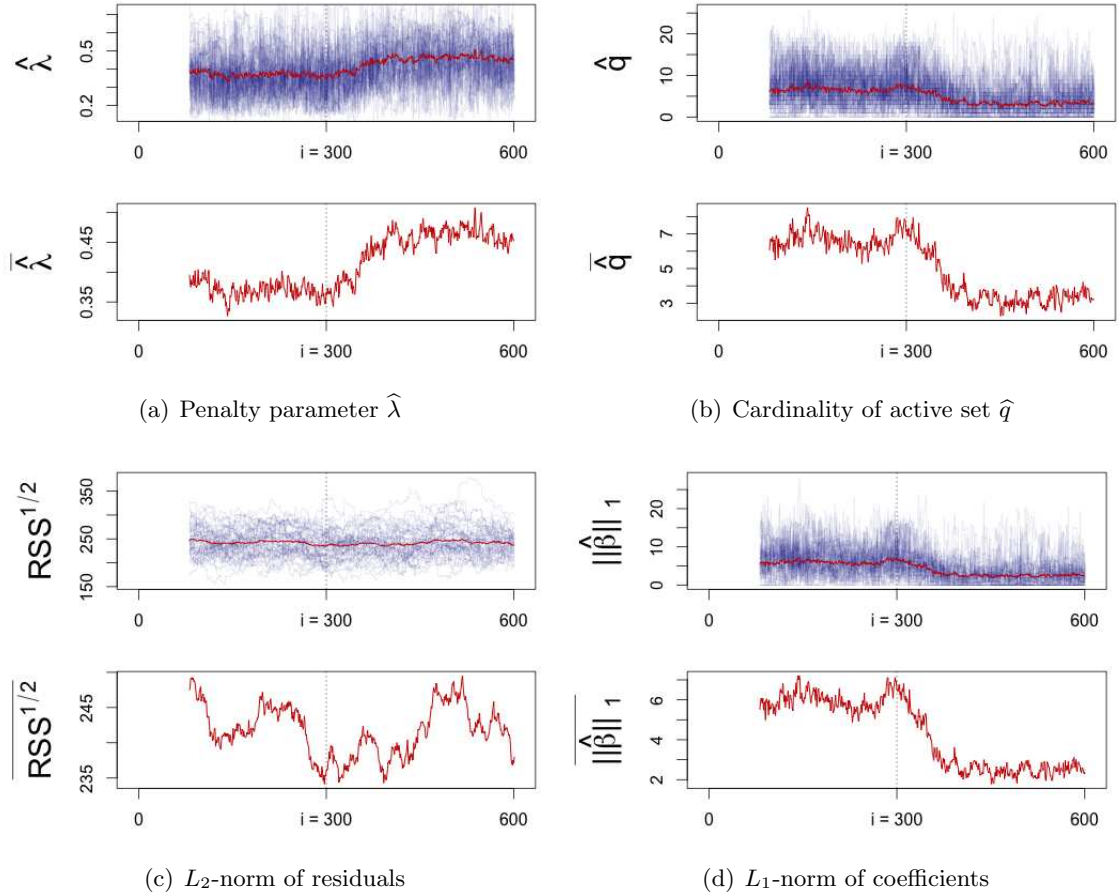 λ̂
0.5
0.2
0
i = 300
600
q̂
20
10
0
0
i = 300
600
λ̂̅
0.45
0.35
0
i = 300
600
q̂̅
7
5
3
0
i = 300
600
(a) Penalty parameter λ̂
(b) Cardinality of active set q̂
RSS^{1/2}
350
250
150
0
i = 300
600
||β̂||₁
20
10
0
0
i = 300
600
\overline{RSS^{1/2}}
245
235
0
i = 300
600
\overline{||β̂||₁}
6
4
2
0
i = 300
600
(c) L₂-norm of residuals
(d) L₁-norm of coefficients